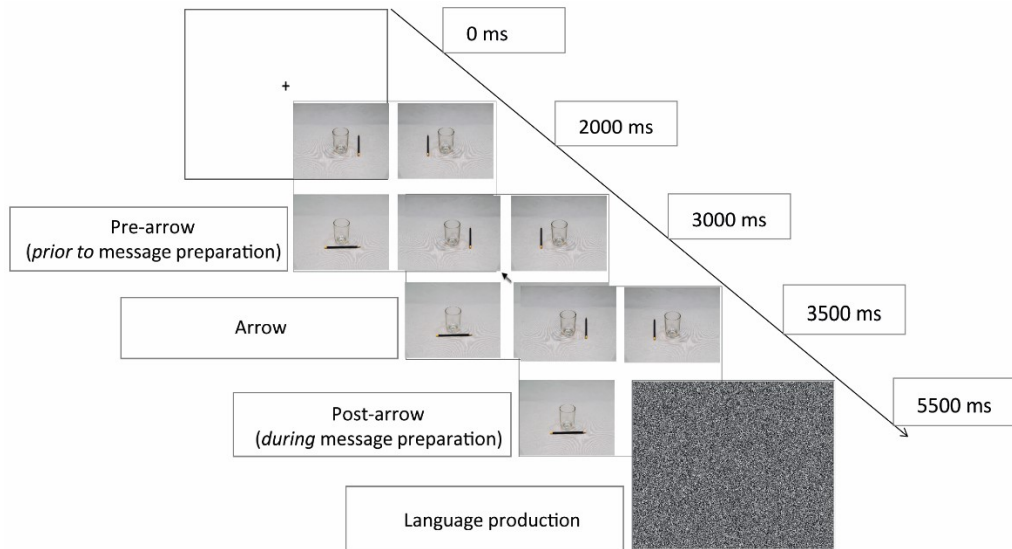 0 ms
2000 ms
3000 ms
Pre-arrow
(prior to message preparation)
3500 ms
Arrow
5500 ms
Post-arrow
(during message preparation)
Language production